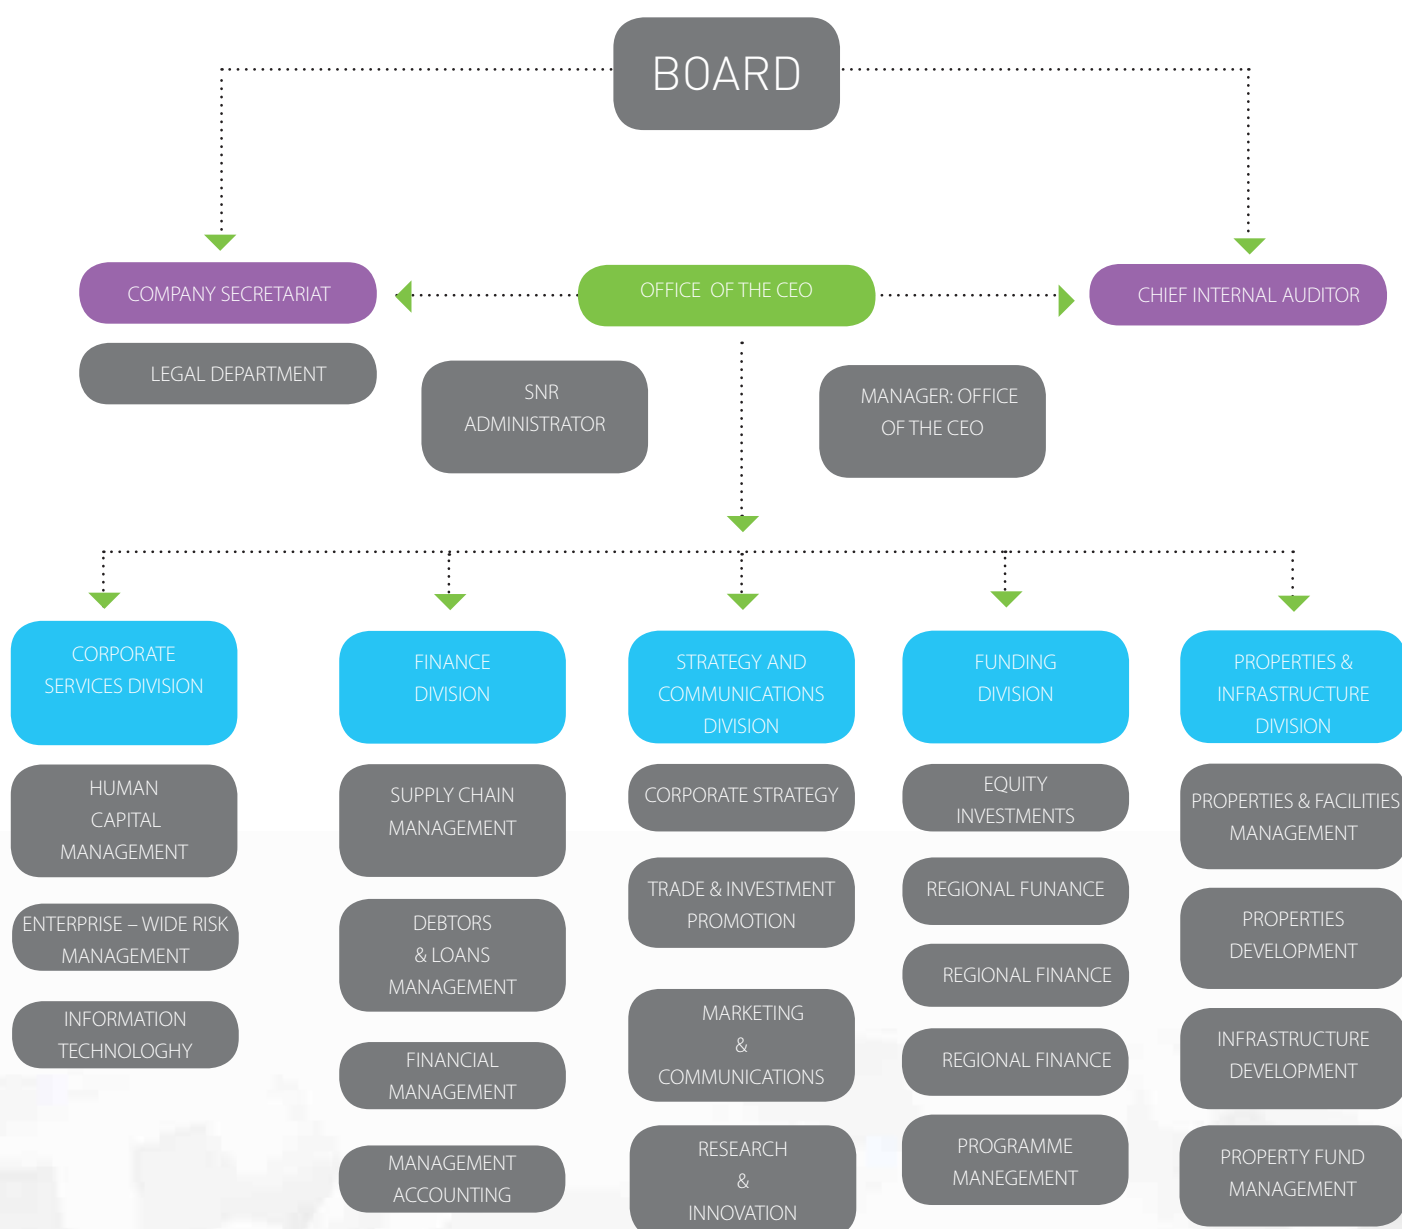 BOARD
COMPANY SECRETARIAT
OFFICE OF THE CEO
CHIEF INTERNAL AUDITOR
LEGAL DEPARTMENT
SNR
ADMINISTRATOR
MANAGER: OFFICE
OF THE CEO
CORPORATE
SERVICES DIVISION
HUMAN
CAPITAL
MANAGEMENT
ENTERPRISE – WIDE RISK
MANAGEMENT
INFORMATION
TECHNOLOGHY
FINANCE
DIVISION
SUPPLY CHAIN
MANAGEMENT
DEBTORS
& LOANS
MANAGEMENT
FINANCIAL
MANAGEMENT
MANAGEMENT
ACCOUNTING
STRATEGY AND
COMMUNICATIONS
DIVISION
CORPORATE STRATEGY
TRADE & INVESTMENT
PROMOTION
MARKETING
&
COMMUNICATIONS
RESEARCH
&
INNOVATION
FUNDING
DIVISION
EQUITY
INVESTMENTS
REGIONAL FUNANCE
REGIONAL FINANCE
REGIONAL FINANCE
PROGRAMME
MANEGEMENT
PROPERTIES &
INFRASTRUCTURE
DIVISION
PROPERTIES & FACILITIES
MANAGEMENT
PROPERTIES
DEVELOPMENT
INFRASTRUCTURE
DEVELOPMENT
PROPERTY FUND
MANAGEMENT